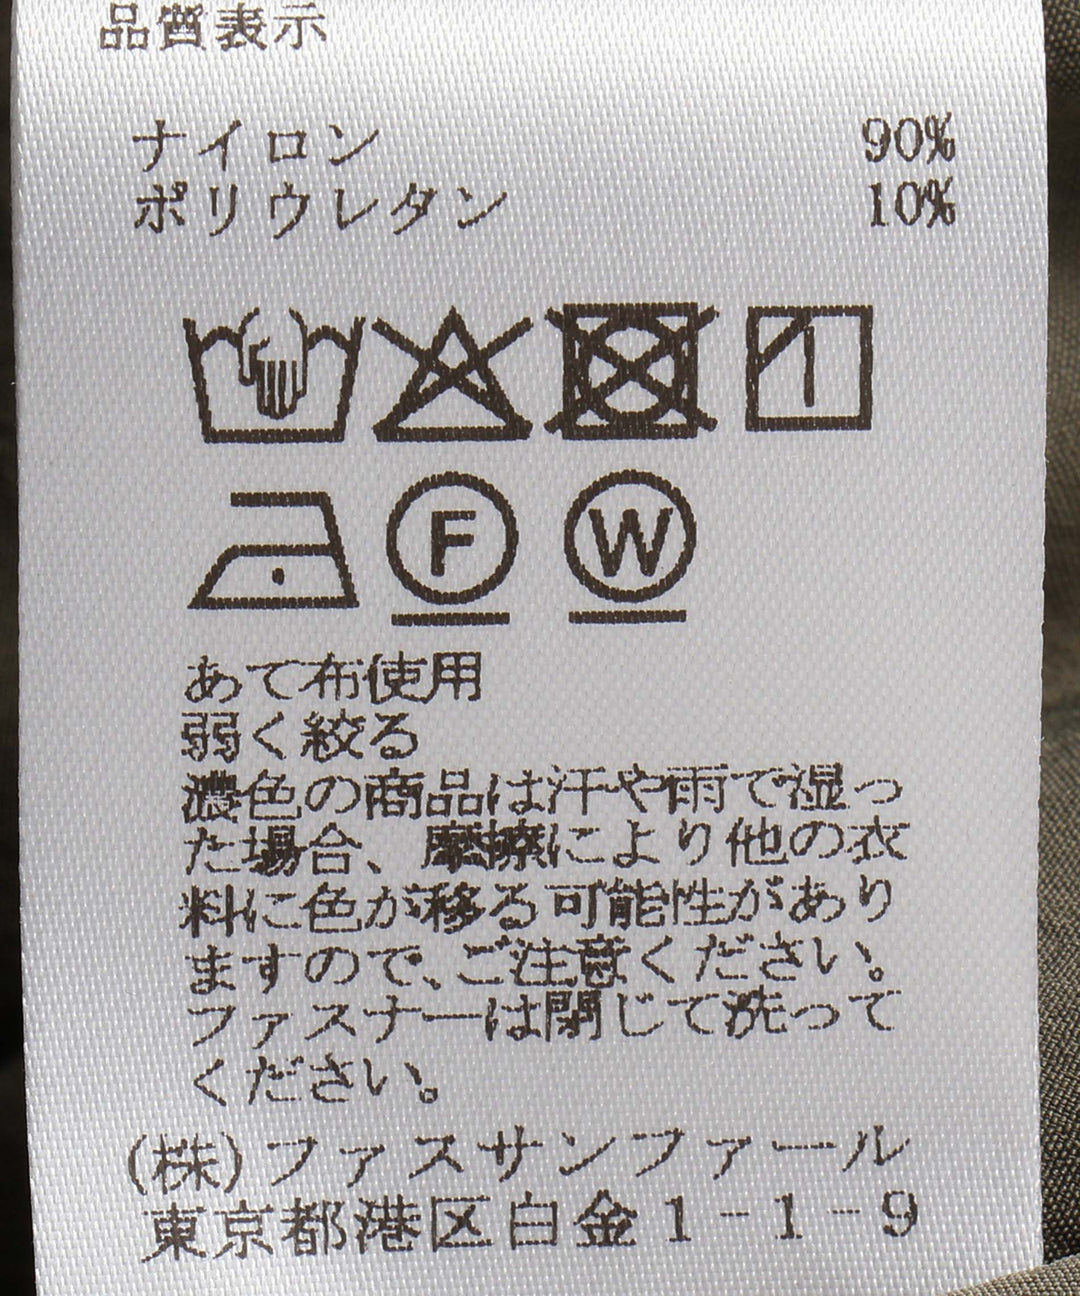 品質表示
ナイロン 90%
ポリウレタン 10%
F W
あて布使用
弱く絞る
濃色の商品は汗や雨で湿っ
た場合、摩擦により他の衣
料に色が移る可能性があり
ますので、ご注意ください。
ファスナーは閉じて洗って
ください。
(株)ファスサンファール
東京都港区白金1-1-9